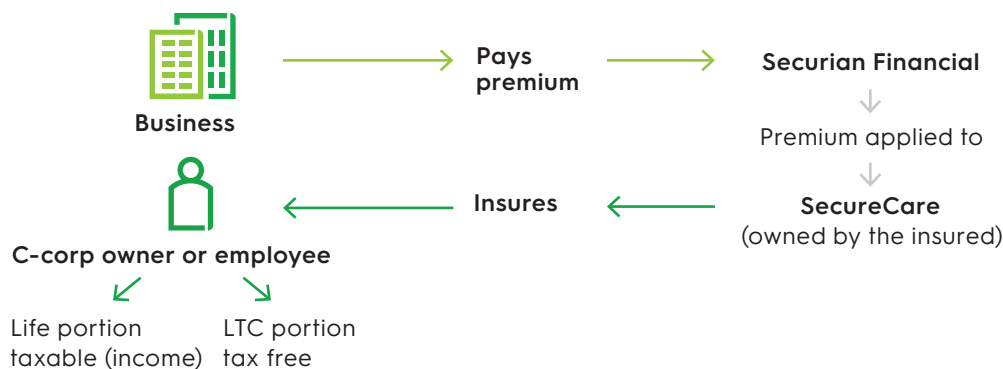 Business
Pays
premium
Securian Financial
Premium applied to
SecureCare
(owned by the insured)
Insures
C-corp owner or employee
Life portion
taxable (income)
LTC portion
tax free